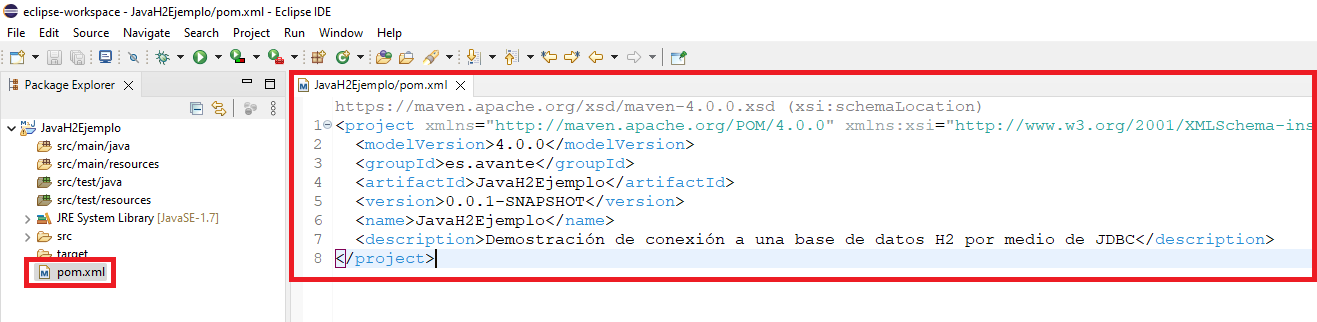 eclipse-workspace - JavaH2Ejemplo/pom.xml - Eclipse IDE
File Edit Source Navigate Search Project Run Window Help
Package Explorer
JavaH2Ejemplo
src/main/java
src/main/resources
src/test/java
src/test/resources
JRE System Library [JavaSE-1.7]
src
target
pom.xml
JavaH2Ejemplo/pom.xml
https://maven.apache.org/xsd/maven-4.0.0.xsd (xsi:schemaLocation)
1 <project xmlns="http://maven.apache.org/POM/4.0.0" xmlns:xsi="http://www.w3.org/2001/XMLSchema-ins
2 <modelVersion>4.0.0</modelVersion>
3 <groupId>es.avante</groupId>
4 <artifactId>JavaH2Ejemplo</artifactId>
5 <version>0.0.1-SNAPSHOT</version>
6 <name>JavaH2Ejemplo</name>
7 <description>Demostración de conexión a una base de datos H2 por medio de JDBC</description>
8 </project>